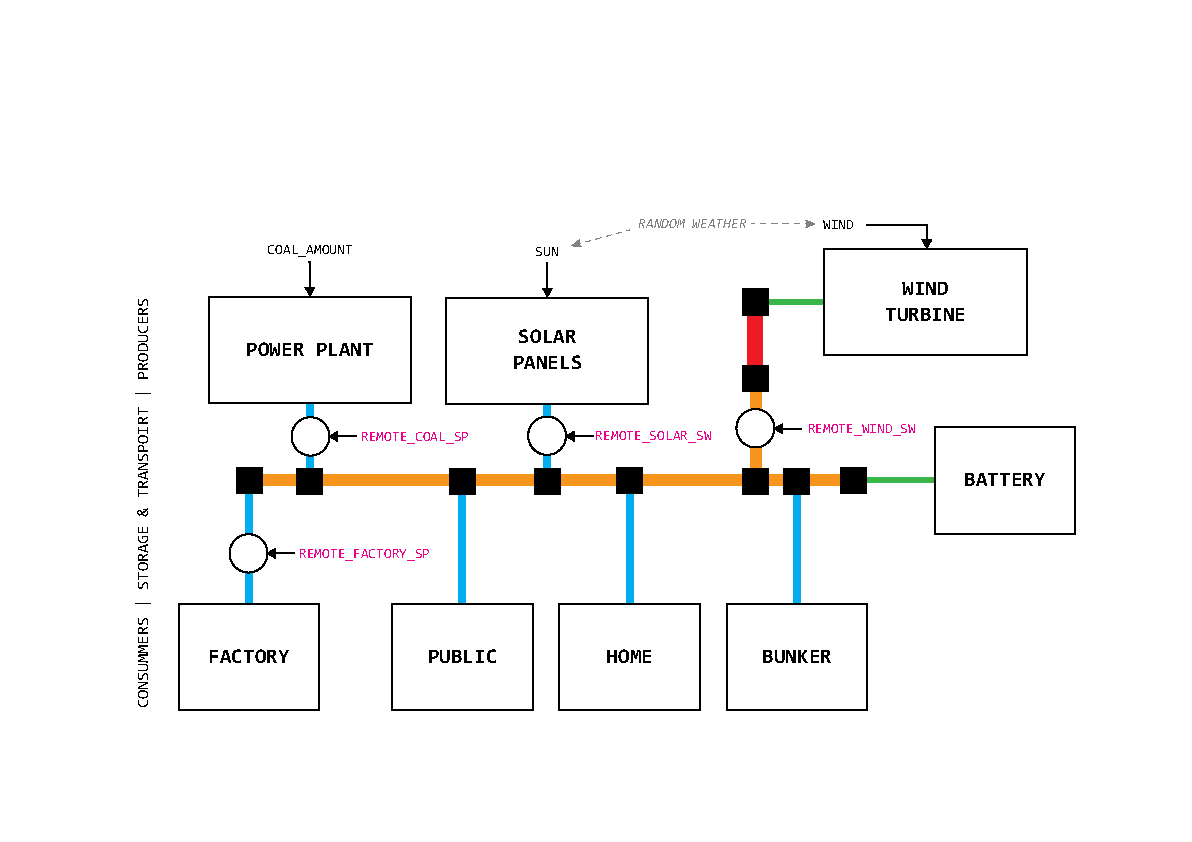 RANDOM WEATHER
WIND
COAL_AMOUNT
SUN
WIND
TURBINE
POWER PLANT
SOLAR
PANELS
REMOTE_COAL_SP
REMOTE_SOLAR_SW
REMOTE_WIND_SW
BATTERY
REMOTE_FACTORY_SP
FACTORY
PUBLIC
HOME
BUNKER
CONSUMMERS | STORAGE & TRANSPOIRT | PRODUCERS